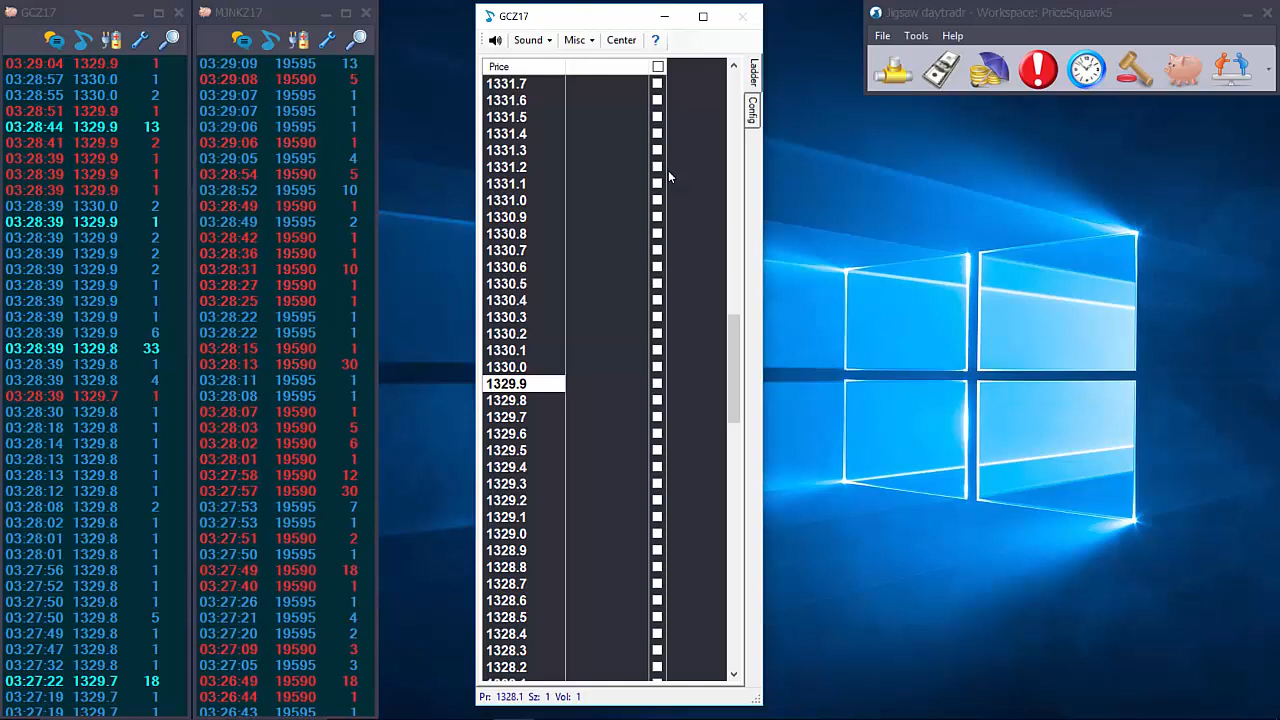 GCZ17
03:29:04 1329.9 1
03:28:57 1330.0 1
03:28:55 1330.0 2
03:28:51 1329.9 1
03:28:44 1329.9 13
03:28:41 1329.9 2
03:28:39 1329.9 1
03:28:39 1329.9 1
03:28:39 1329.9 1
03:28:39 1330.0 2
03:28:39 1329.9 1
03:28:39 1329.9 2
03:28:39 1329.9 2
03:28:39 1329.9 2
03:28:39 1329.9 1
03:28:39 1329.9 1
03:28:39 1329.9 1
03:28:39 1329.9 6
03:28:39 1329.8 33
03:28:39 1329.8 1
03:28:39 1329.8 4
03:28:39 1329.7 1
03:28:30 1329.8 1
03:28:18 1329.8 1
03:28:14 1329.8 1
03:28:13 1329.8 1
03:28:13 1329.8 1
03:28:12 1329.8 1
03:28:08 1329.8 2
03:28:02 1329.8 1
03:28:01 1329.8 1
03:28:01 1329.8 1
03:27:56 1329.8 1
03:27:52 1329.8 1
03:27:50 1329.8 1
03:27:50 1329.8 5
03:27:49 1329.8 1
03:27:47 1329.8 1
03:27:32 1329.8 1
03:27:22 1329.7 18
03:27:19 1329.7 1
03:27:19 1329.7 1
MJNKZ17
03:29:09 19595 13
03:29:08 19590 5
03:29:07 19595 1
03:29:07 19595 1
03:29:06 19595 1
03:29:06 19590 1
03:29:05 19595 4
03:28:54 19590 5
03:28:52 19595 10
03:28:49 19590 1
03:28:49 19595 2
03:28:42 19590 1
03:28:36 19590 1
03:28:31 19590 10
03:28:27 19590 1
03:28:25 19590 1
03:28:22 19595 1
03:28:22 19595 1
03:28:15 19590 1
03:28:13 19590 30
03:28:11 19595 1
03:28:08 19595 1
03:28:07 19590 1
03:28:03 19590 5
03:28:02 19590 6
03:28:01 19590 1
03:27:58 19590 12
03:27:57 19590 30
03:27:53 19595 7
03:27:53 19595 1
03:27:51 19590 2
03:27:50 19595 1
03:27:49 19590 18
03:27:40 19590 1
03:27:26 19595 1
03:27:21 19595 4
03:27:20 19595 2
03:27:09 19590 3
03:27:05 19595 3
03:26:49 19590 18
03:26:44 19590 1
03:26:43 19595 1
GCZ17
Sound Misc Center ?
Price
1331.7
1331.6
1331.5
1331.4
1331.3
1331.2
1331.1
1331.0
1330.9
1330.8
1330.7
1330.6
1330.5
1330.4
1330.3
1330.2
1330.1
1330.0
1329.9
1329.8
1329.7
1329.6
1329.5
1329.4
1329.3
1329.2
1329.1
1329.0
1328.9
1328.8
1328.7
1328.6
1328.5
1328.4
1328.3
1328.2
Ladder
Config
Pr: 1328.1 Sz: 1 Vol: 1
Jigsaw daytradr - Workspace: PriceSquawk5
File Tools Help